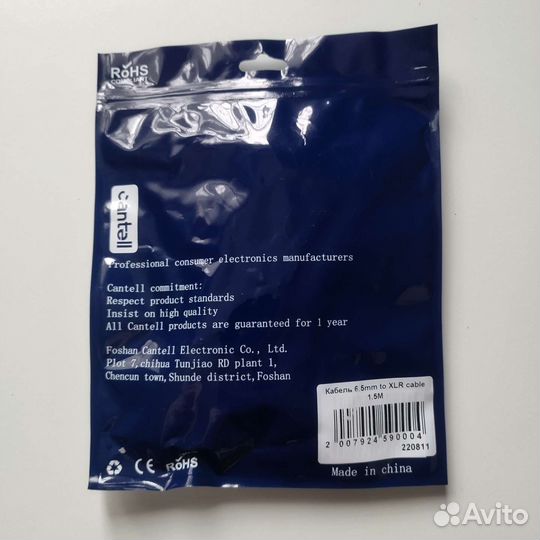 RoHS
COMPLIANT
cantell
Professional consumer electronics manufacturers
Cantell commitment:
Respect product standards
Insist on high quality
All Cantell products are guaranteed for 1 year
Foshan Cantell Electronic Co., Ltd.
Plot 7, chihua Tunjiao RD plant 1,
Chencun town, Shunde district, Foshan
Кабель 6.5mm to XLR cable
1.5M
2 007924 590004
220811
CE RoHS
Made in china
Avito